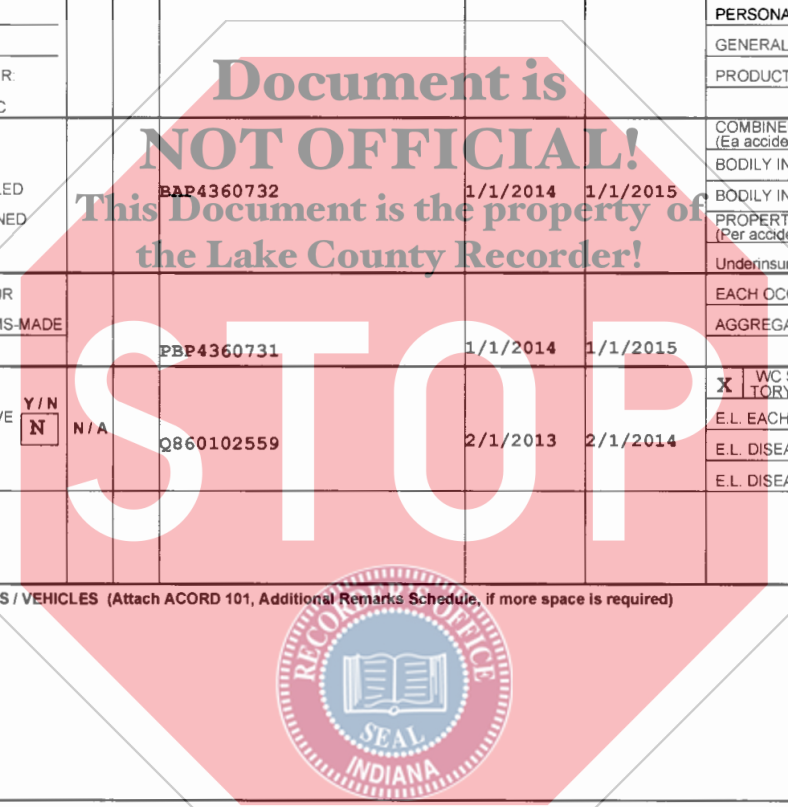 PERSONA
GENERAL
R:
PRODUCT
C
Document is
NOT OFFICIAL!
This Document is the property of
the Lake County Recorder!
COMBINE
(Ea accide
BODILY IN
LED
BAP4360732 1/1/2014 1/1/2015
BODILY IN
NED
PROPERT
(Per accide
Underinsur
UR
EACH OCC
MS-MADE
AGGREGA
PBP4360731 1/1/2014 1/1/2015
STOP
X WC S
TORY
VE Y / N
N
N / A
E.L. EACH
Q860102559 2/1/2013 2/1/2014
E.L. DISEA
E.L. DISEA
S / VEHICLES (Attach ACORD 101, Additional Remarks Schedule, if more space is required)
RECORDER'S OFFICE
SEAL
INDIANA